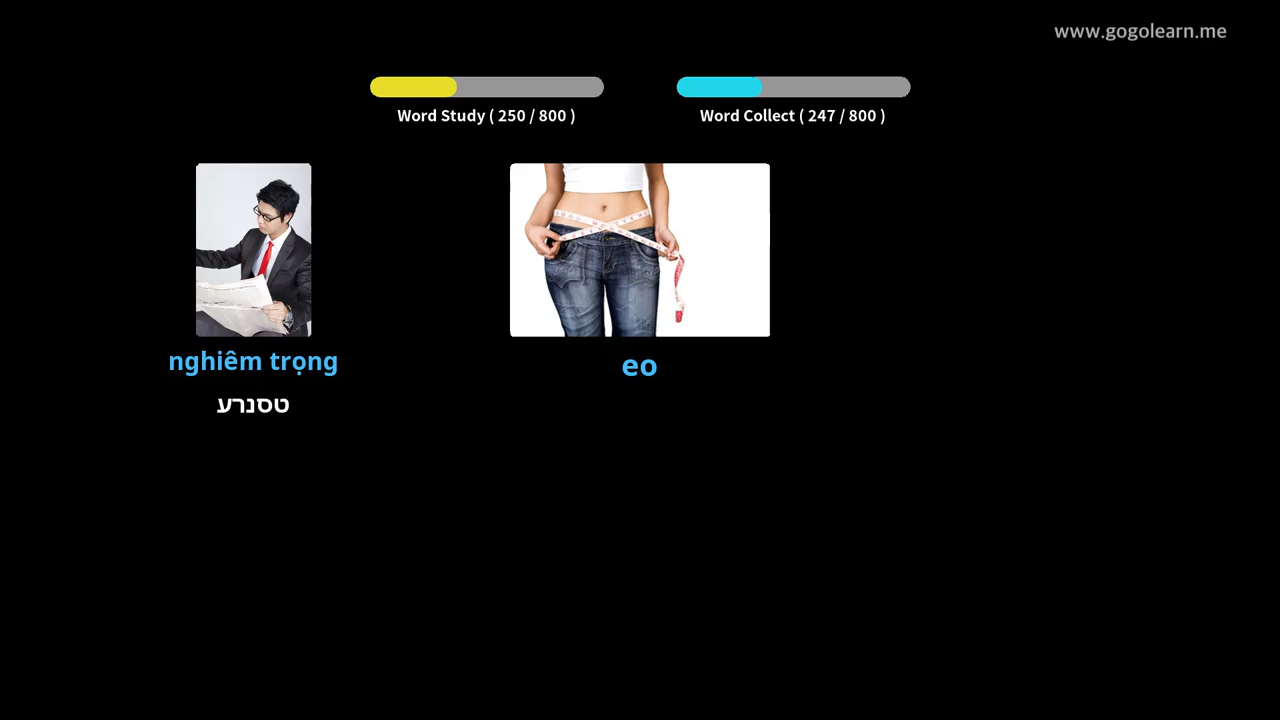 www.gogolearn.me
Word Study ( 250 / 800 )
Word Collect ( 247 / 800 )
nghiêm trọng
טסנרע
eo